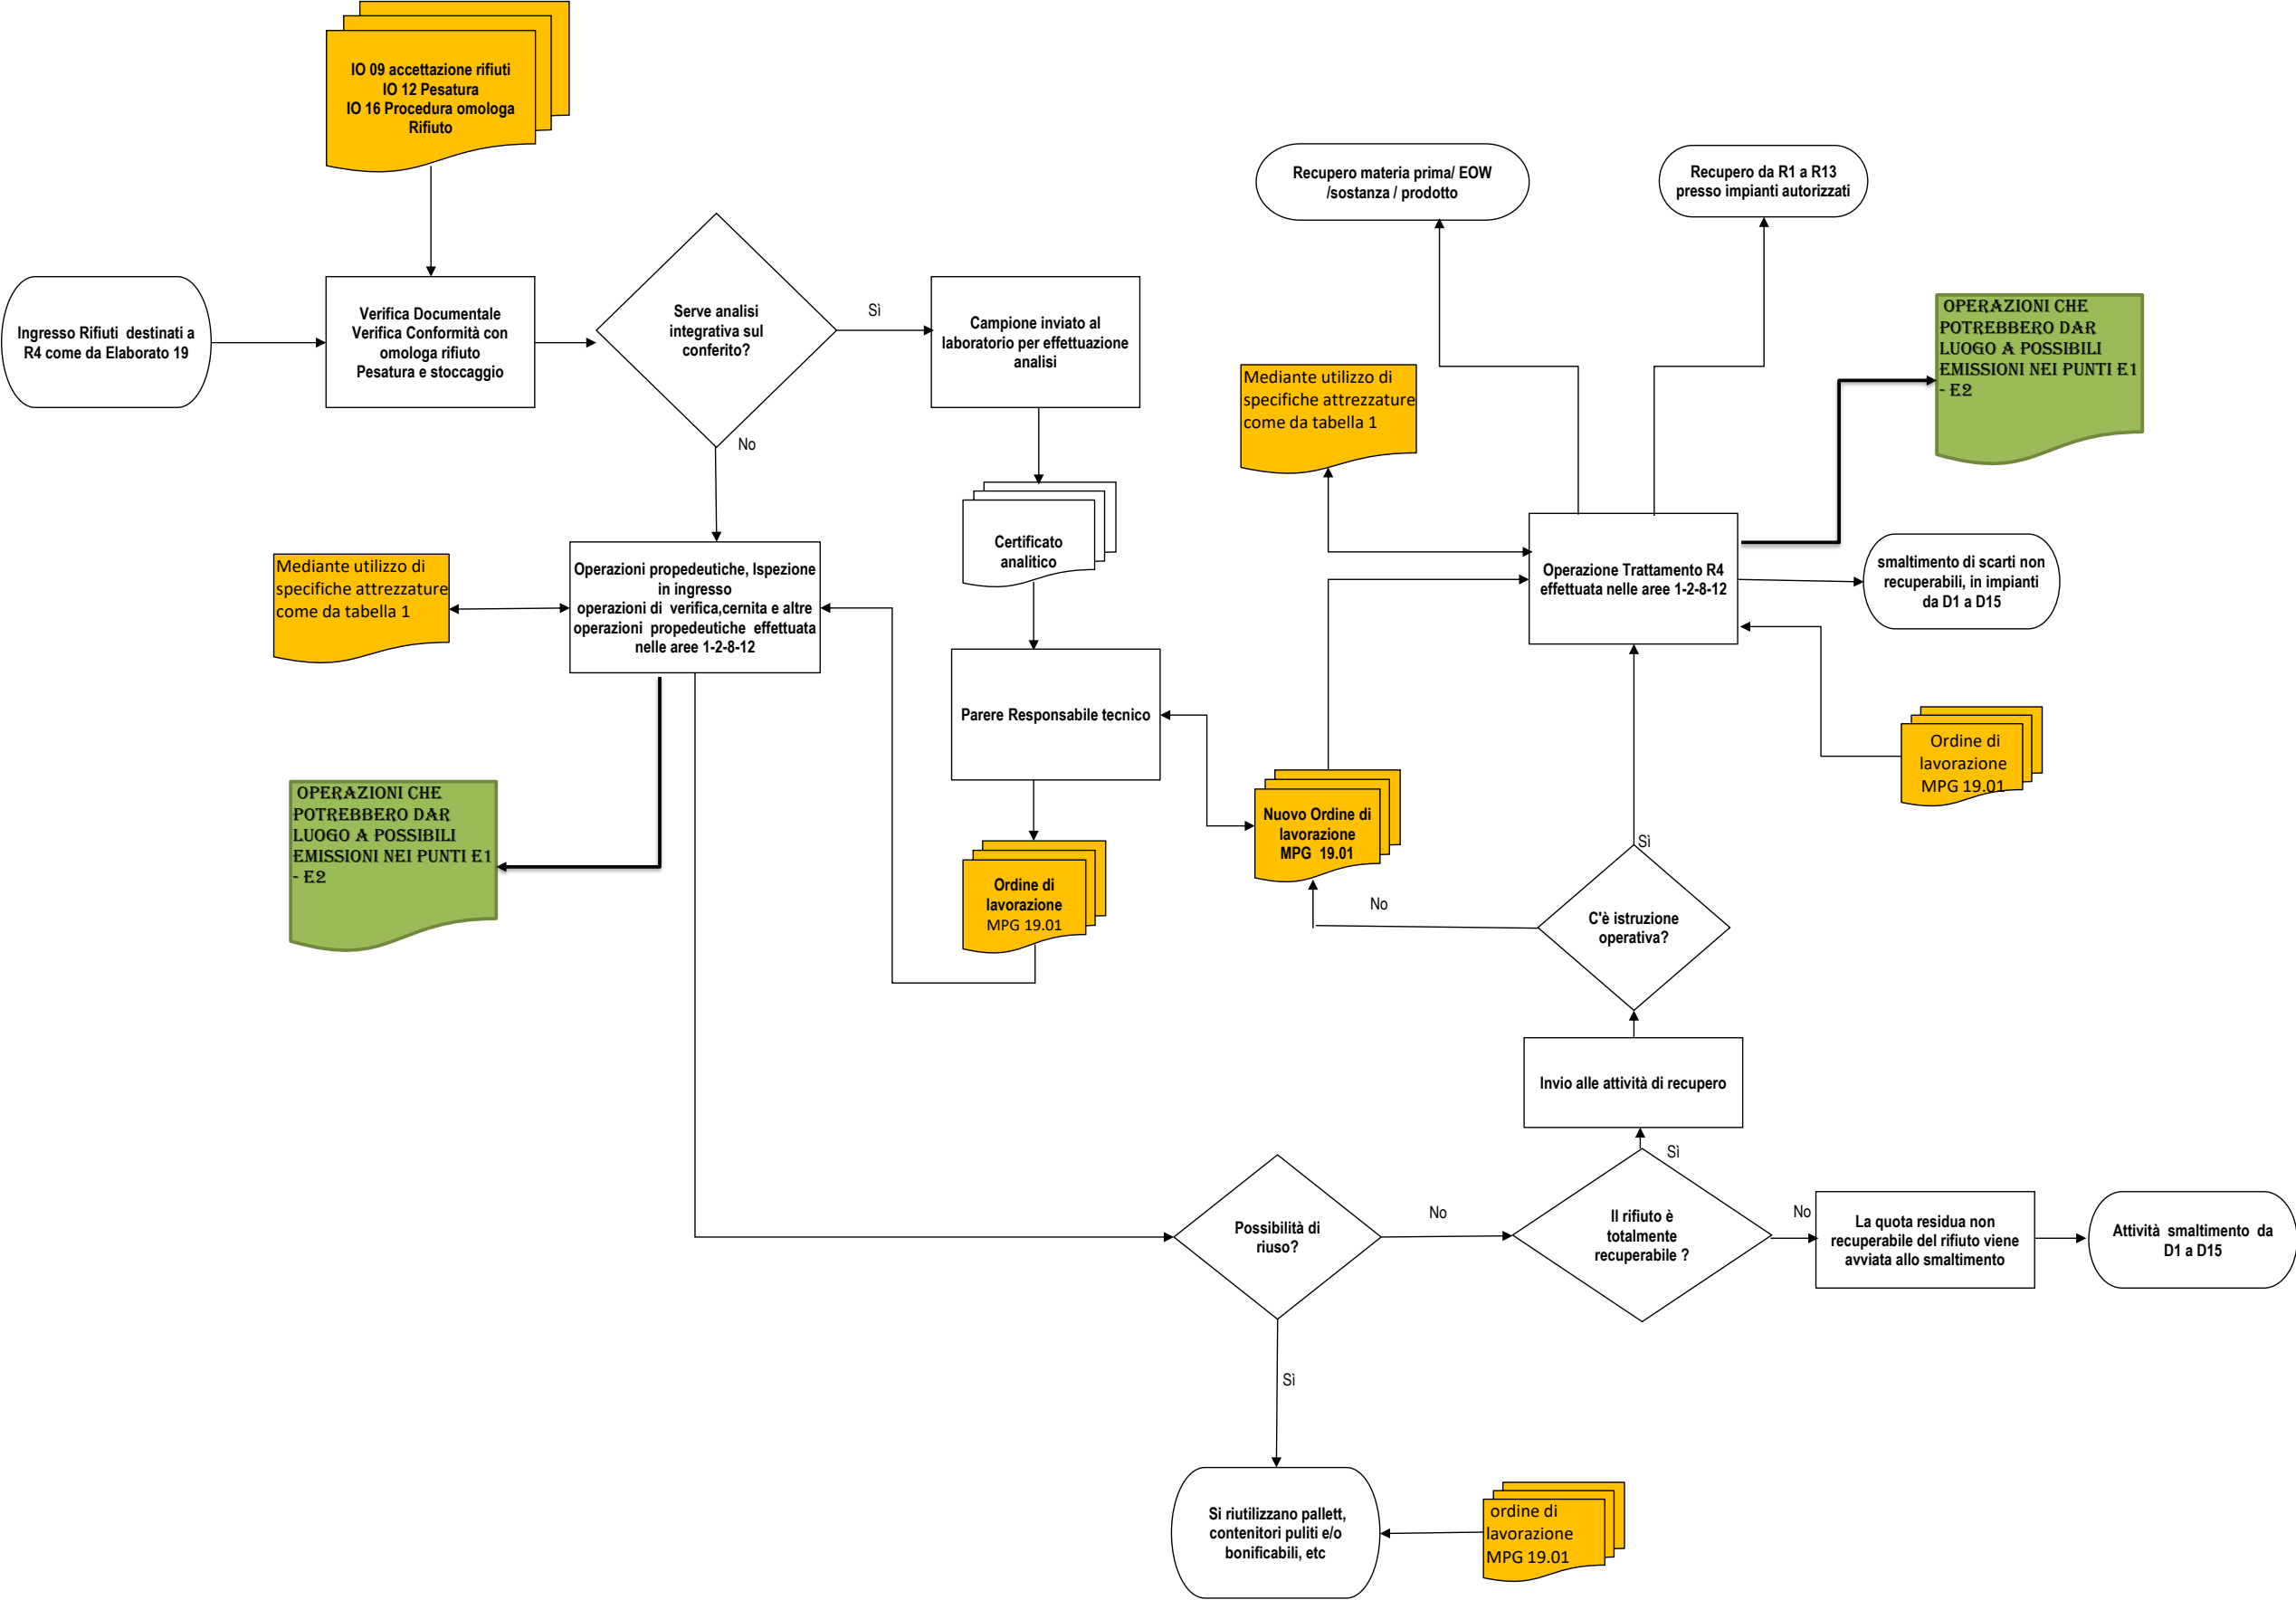 IO 09 accettazione rifiuti
IO 12 Pesatura
IO 16 Procedura omologa
Rifiuto
Recupero materia prima/ EOW
/sostanza / prodotto
Recupero da R1 a R13
presso impianti autorizzati
Ingresso Rifiuti destinati a
R4 come da Elaborato 19
Verifica Documentale
Verifica Conformità con
omologa rifiuto
Pesatura e stoccaggio
Serve analisi
integrativa sul
conferito?
Sì
No
Campione inviato al
laboratorio per effettuazione
analisi
Mediante utilizzo di
specifiche attrezzature
come da tabella 1
OPERAZIONI CHE
POTREBBERO DAR
LUOGO A POSSIBILI
EMISSIONI NEI PUNTI E1
- E2
Certificato
analitico
Mediante utilizzo di
specifiche attrezzature
come da tabella 1
Operazioni propedeutiche, Ispezione
in ingresso
operazioni di verifica,cernita e altre
operazioni propedeutiche effettuata
nelle aree 1-2-8-12
Operazione Trattamento R4
effettuata nelle aree 1-2-8-12
smaltimento di scarti non
recuperabili, in impianti
da D1 a D15
Parere Responsabile tecnico
Ordine di
lavorazione
MPG 19.01
OPERAZIONI CHE
POTREBBERO DAR
LUOGO A POSSIBILI
EMISSIONI NEI PUNTI E1
- E2
Nuovo Ordine di
lavorazione
MPG 19.01
Ordine di
lavorazione
MPG 19.01
Sì
No
C'è istruzione
operativa?
Invio alle attività di recupero
Sì
Possibilità di
riuso?
No
Il rifiuto è
totalmente
recuperabile ?
No
La quota residua non
recuperabile del rifiuto viene
avviata allo smaltimento
Attività smaltimento da
D1 a D15
Sì
Si riutilizzano pallett,
contenitori puliti e/o
bonificabili, etc
ordine di
lavorazione
MPG 19.01